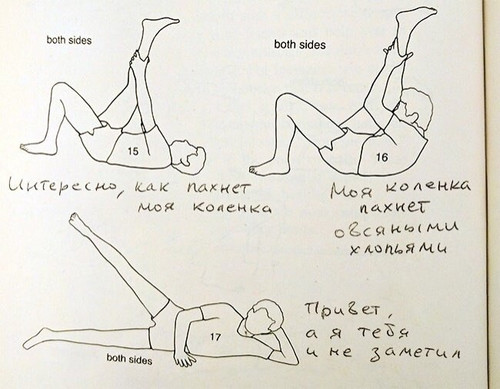 both sides
both sides
15
16
Интересно, как пахнет
моя коленка
Моя коленка
пахнет
овсяными
хлопьями
17
both sides
Привет,
а я тебя
и не заметил